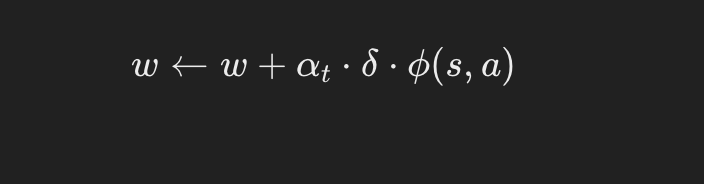 w ← w + α_t · δ · ϕ(s, a)